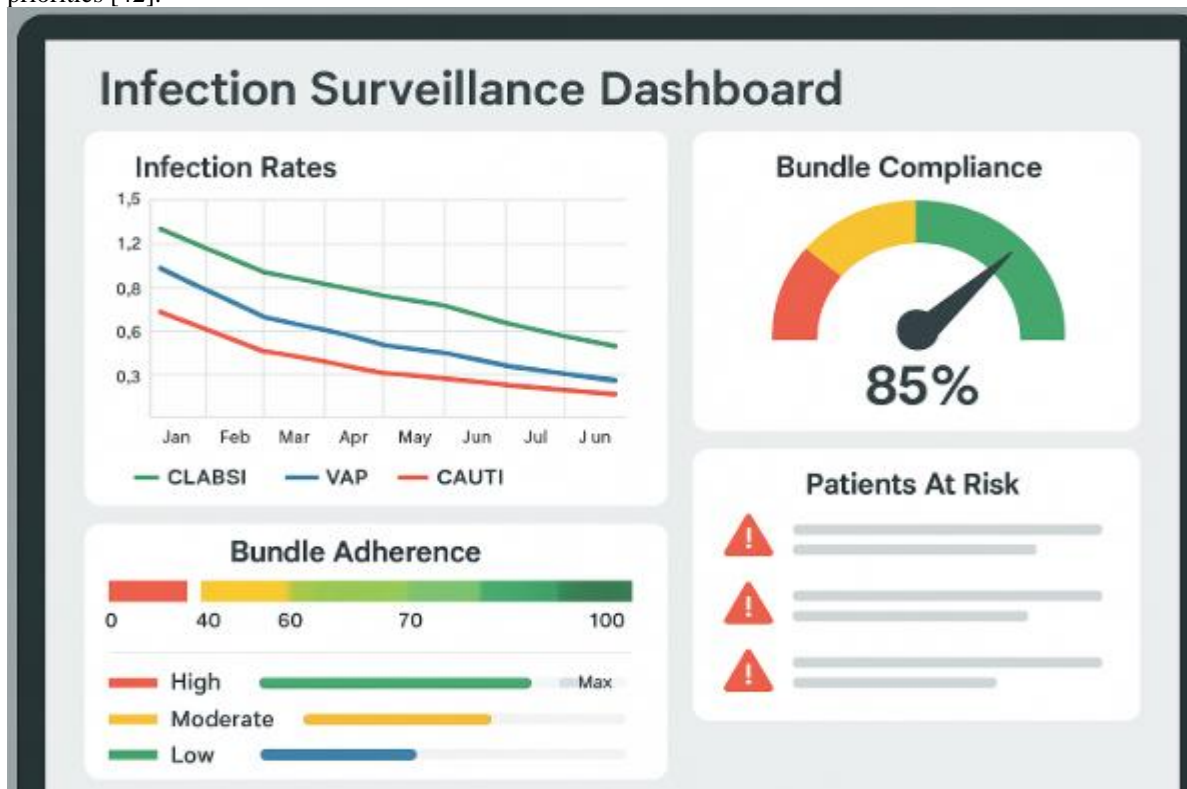 priorities [42].
Infection Surveillance Dashboard
Infection Rates
1,5
1,2
0,8
0,6
0,3
Jan Feb Mar Apr May Jun Jul J un
CLABSI VAP CAUTI
Bundle Compliance
85%
Bundle Adherence
0 40 60 70 100
High Max
Moderate
Low
Patients At Risk
!
!
!